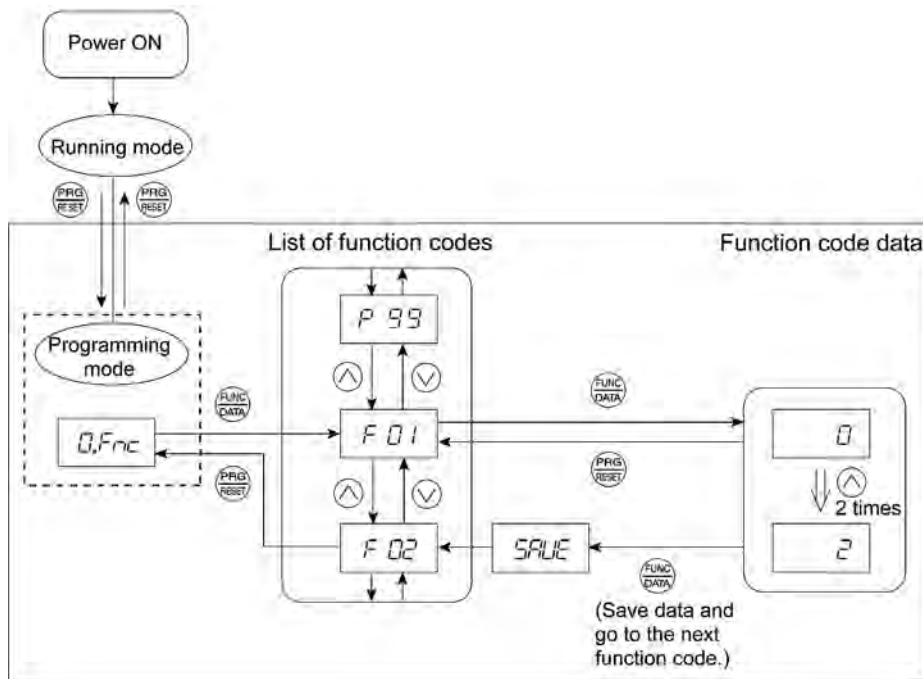 Power ON
Running mode
PRG
RESET
PRG
RESET
List of function codes
Function code data
P 99
Programming
mode
FUNC
DATA
FUNC
DATA
0.Fnc
F 01
0
PRG
RESET
PRG
RESET
2 times
F 02
SAVE
2
FUNC
DATA
(Save data and
go to the next
function code.)